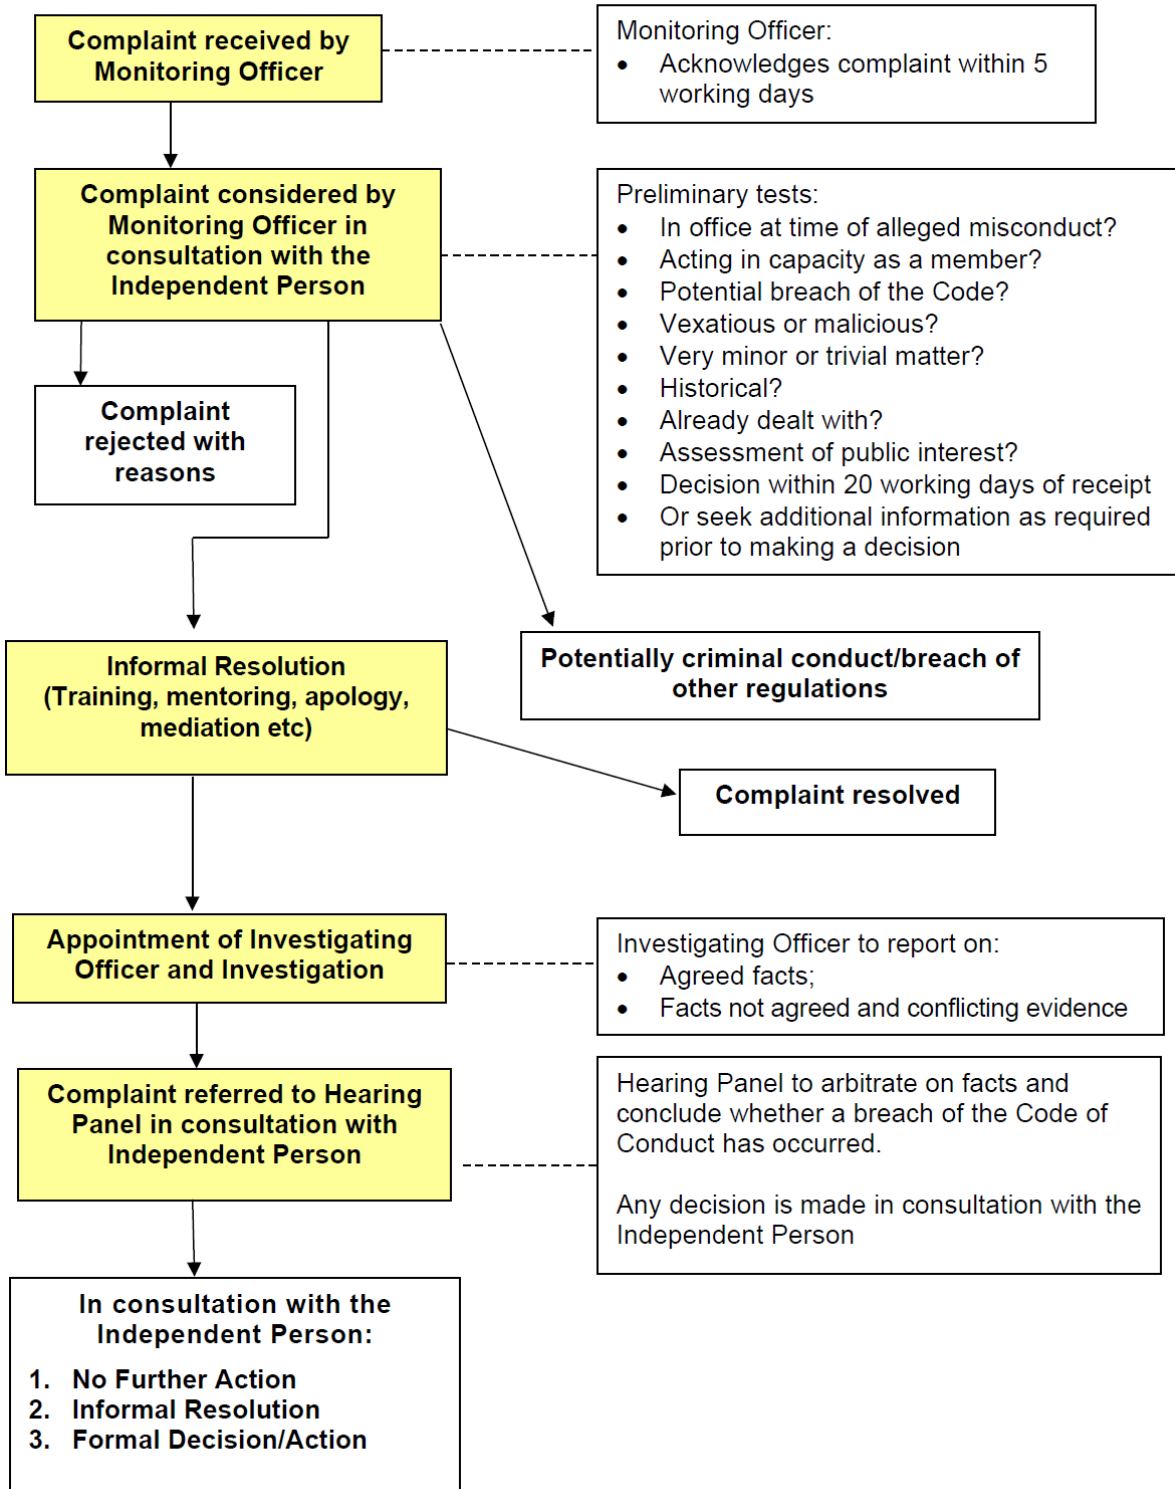 Complaint received by
Monitoring Officer
Monitoring Officer:
• Acknowledges complaint within 5
working days
Complaint considered by
Monitoring Officer in
consultation with the
Independent Person
Preliminary tests:
• In office at time of alleged misconduct?
• Acting in capacity as a member?
• Potential breach of the Code?
• Vexatious or malicious?
• Very minor or trivial matter?
• Historical?
• Already dealt with?
• Assessment of public interest?
• Decision within 20 working days of receipt
• Or seek additional information as required
prior to making a decision
Complaint
rejected with
reasons
Potentially criminal conduct/breach of
other regulations
Informal Resolution
(Training, mentoring, apology,
mediation etc)
Complaint resolved
Appointment of Investigating
Officer and Investigation
Investigating Officer to report on:
• Agreed facts;
• Facts not agreed and conflicting evidence
Complaint referred to Hearing
Panel in consultation with
Independent Person
Hearing Panel to arbitrate on facts and
conclude whether a breach of the Code of
Conduct has occurred.
Any decision is made in consultation with the
Independent Person
In consultation with the
Independent Person:
1. No Further Action
2. Informal Resolution
3. Formal Decision/Action